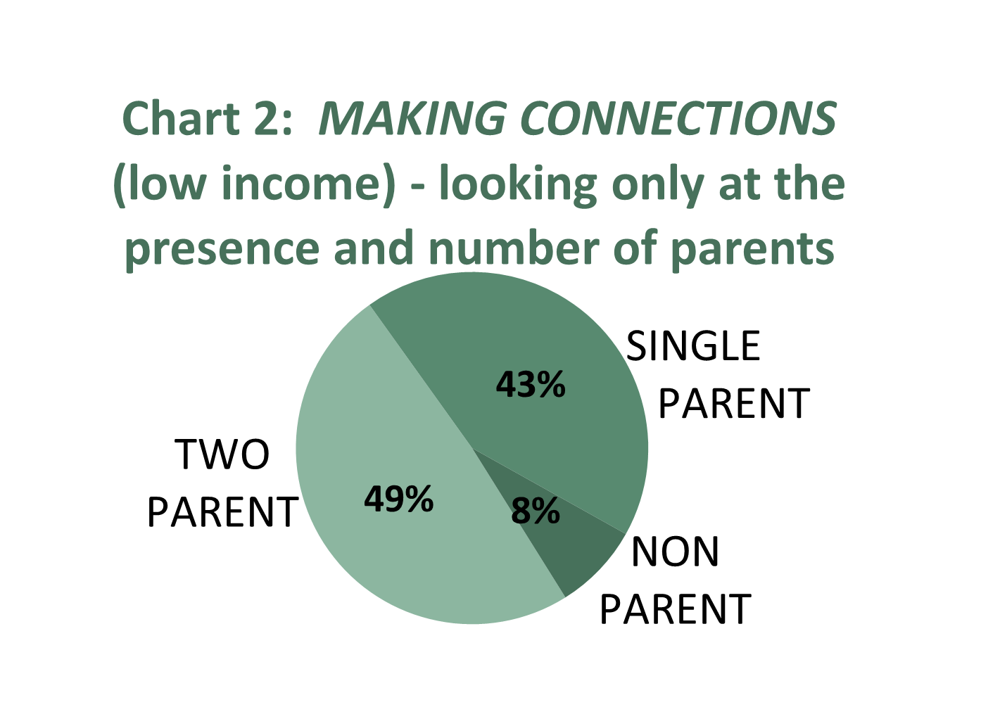 Chart 2:  MAKING CONNECTIONS
(low income) - looking only at the
presence and number of parents
SINGLE
PARENT
43%
TWO
PARENT
49%
8%
NON
PARENT